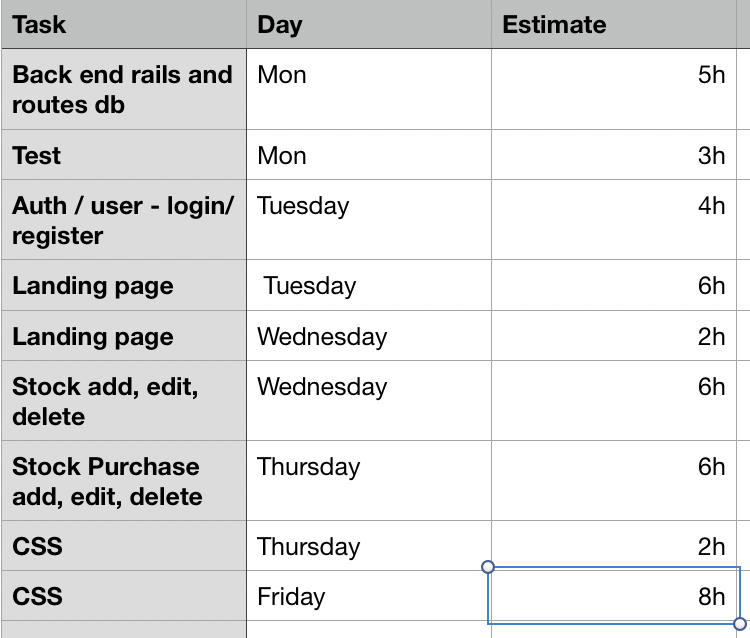 Task Day Estimate
Back end rails and Mon 5h
routes db
Test Mon 3h
Auth / user - login/ Tuesday 4h
register
Landing page Tuesday 6h
Landing page Wednesday 2h
Stock add, edit, Wednesday 6h
delete
Stock Purchase Thursday 6h
add, edit, delete
CSS Thursday 2h
CSS Friday 8h